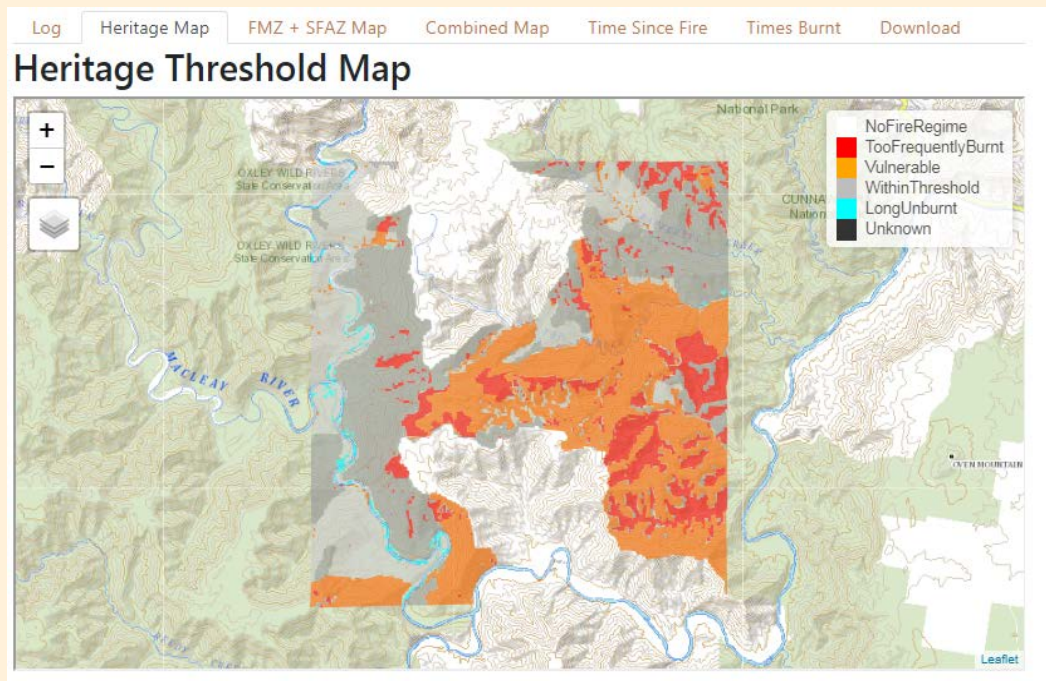 Log Heritage Map FMZ + SFAZ Map Combined Map Time Since Fire Times Burnt Download
Heritage Threshold Map
+
−
National Park
NoFireRegime
TooFrequentlyBurnt
Vulnerable
WithinThreshold
LongUnburnt
Unknown
OXLEY WILD RIVERS
State Conservation Area
CUNNA
Nation
OXLEY WILD RIVERS
State Conservation Area
MACLEAY RIVER
OVEN MOUNTAIN
Leaflet